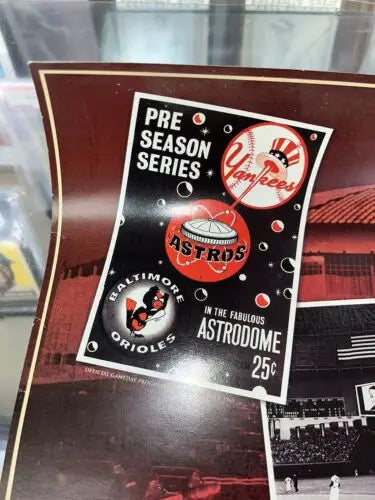 PRE
SEASON
SERIES
Yankees
ASTROS
BALTIMORE
ORIOLES
IN THE FABULOUS
ASTRODOME
25¢
OFFICIAL GAMEDAY PROGRAM